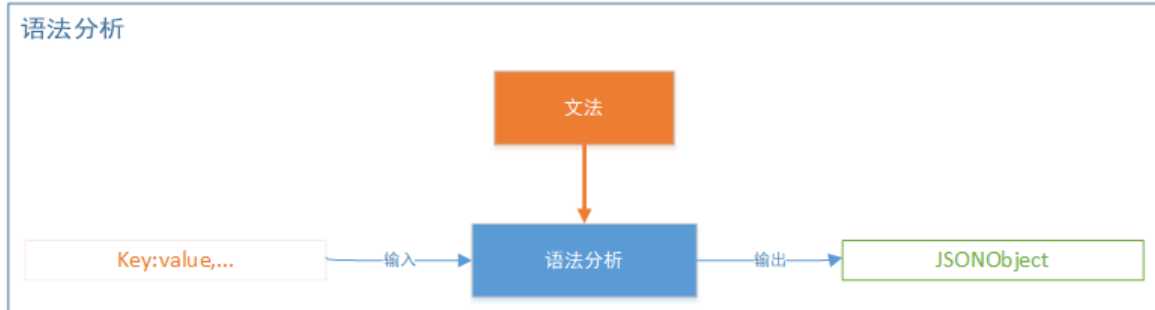 语法分析
文法
Key:value,...
输入
语法分析
输出
JSONObject